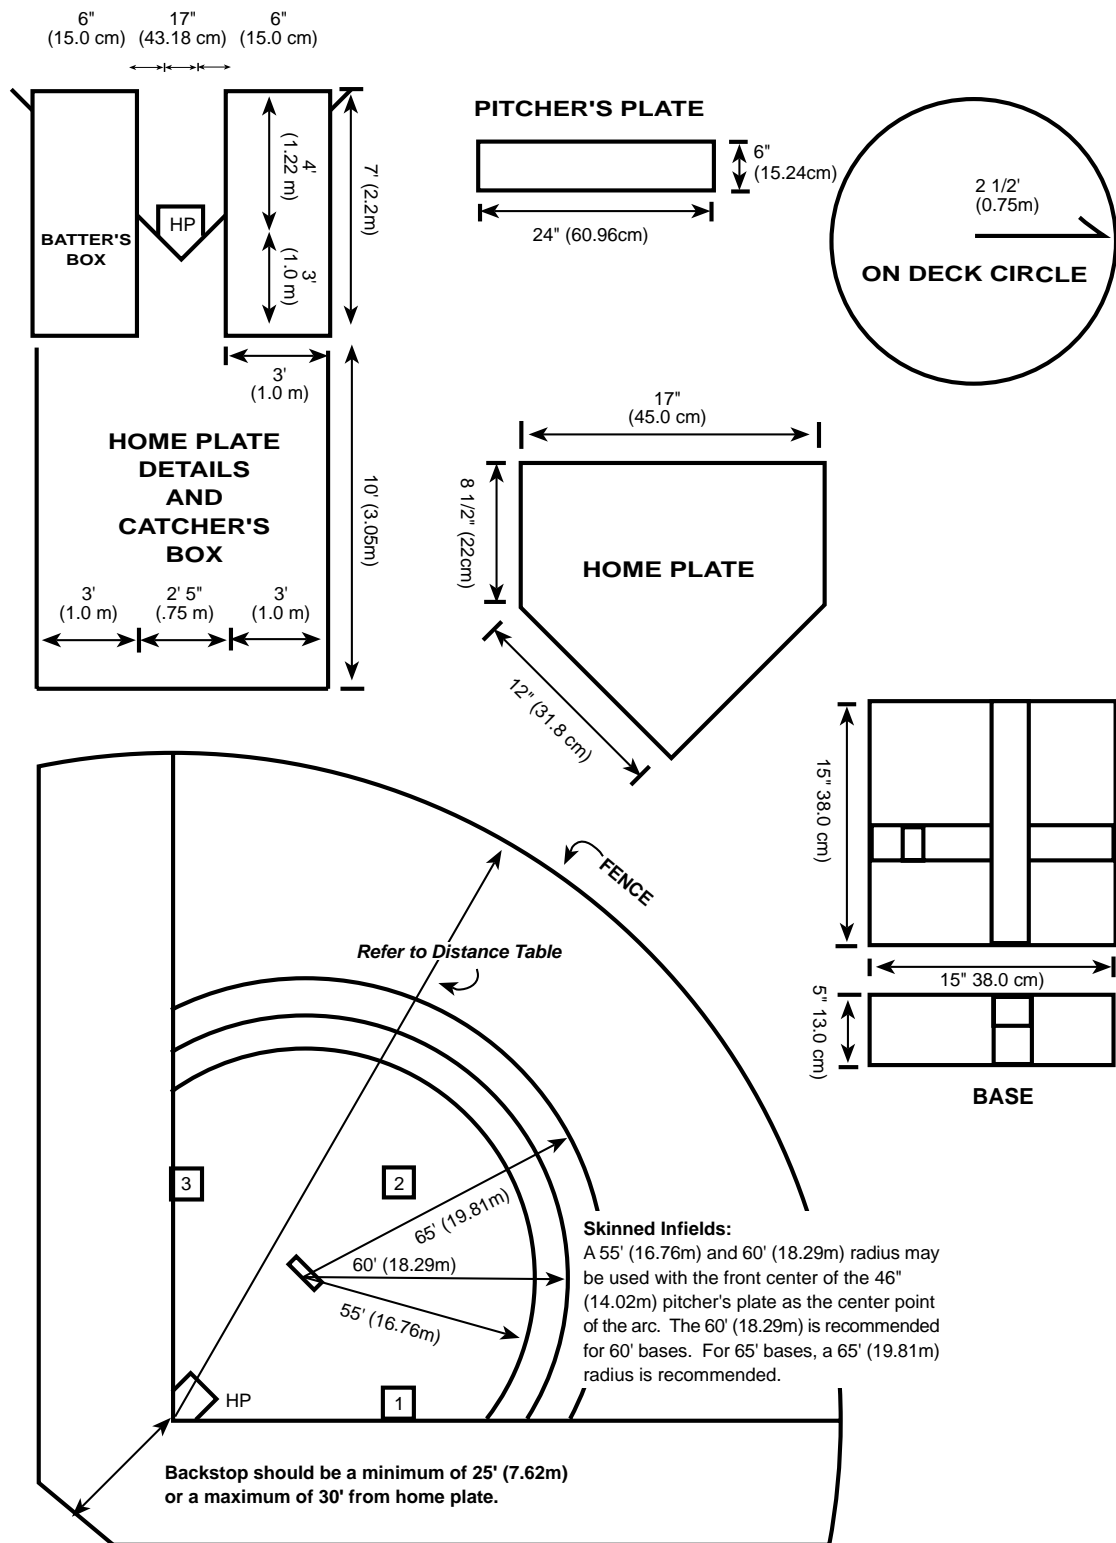 6" 17" 6"
(15.0 cm) (43.18 cm) (15.0 cm)
BATTER'S
BOX
HP
4'
(1.22 m)
3'
(1.0 m)
7' (2.2m)
3'
(1.0 m)
HOME PLATE
DETAILS
AND
CATCHER'S
BOX
10' (3.05m)
3' 2' 5" 3'
(1.0 m) (.75 m) (1.0 m)
PITCHER'S PLATE
6"
(15.24cm)
24" (60.96cm)
2 1/2'
(0.75m)
ON DECK CIRCLE
17"
(45.0 cm)
8 1/2" (22cm)
HOME PLATE
12" (31.8 cm)
15" 38.0 cm)
15" 38.0 cm)
5" 13.0 cm)
BASE
FENCE
Refer to Distance Table
3
2
65' (19.81m)
60' (18.29m)
55' (16.76m)
HP
1
Skinned Infields:
A 55' (16.76m) and 60' (18.29m) radius may
be used with the front center of the 46"
(14.02m) pitcher's plate as the center point
of the arc. The 60' (18.29m) is recommended
for 60' bases. For 65' bases, a 65' (19.81m)
radius is recommended.
Backstop should be a minimum of 25' (7.62m)
or a maximum of 30' from home plate.